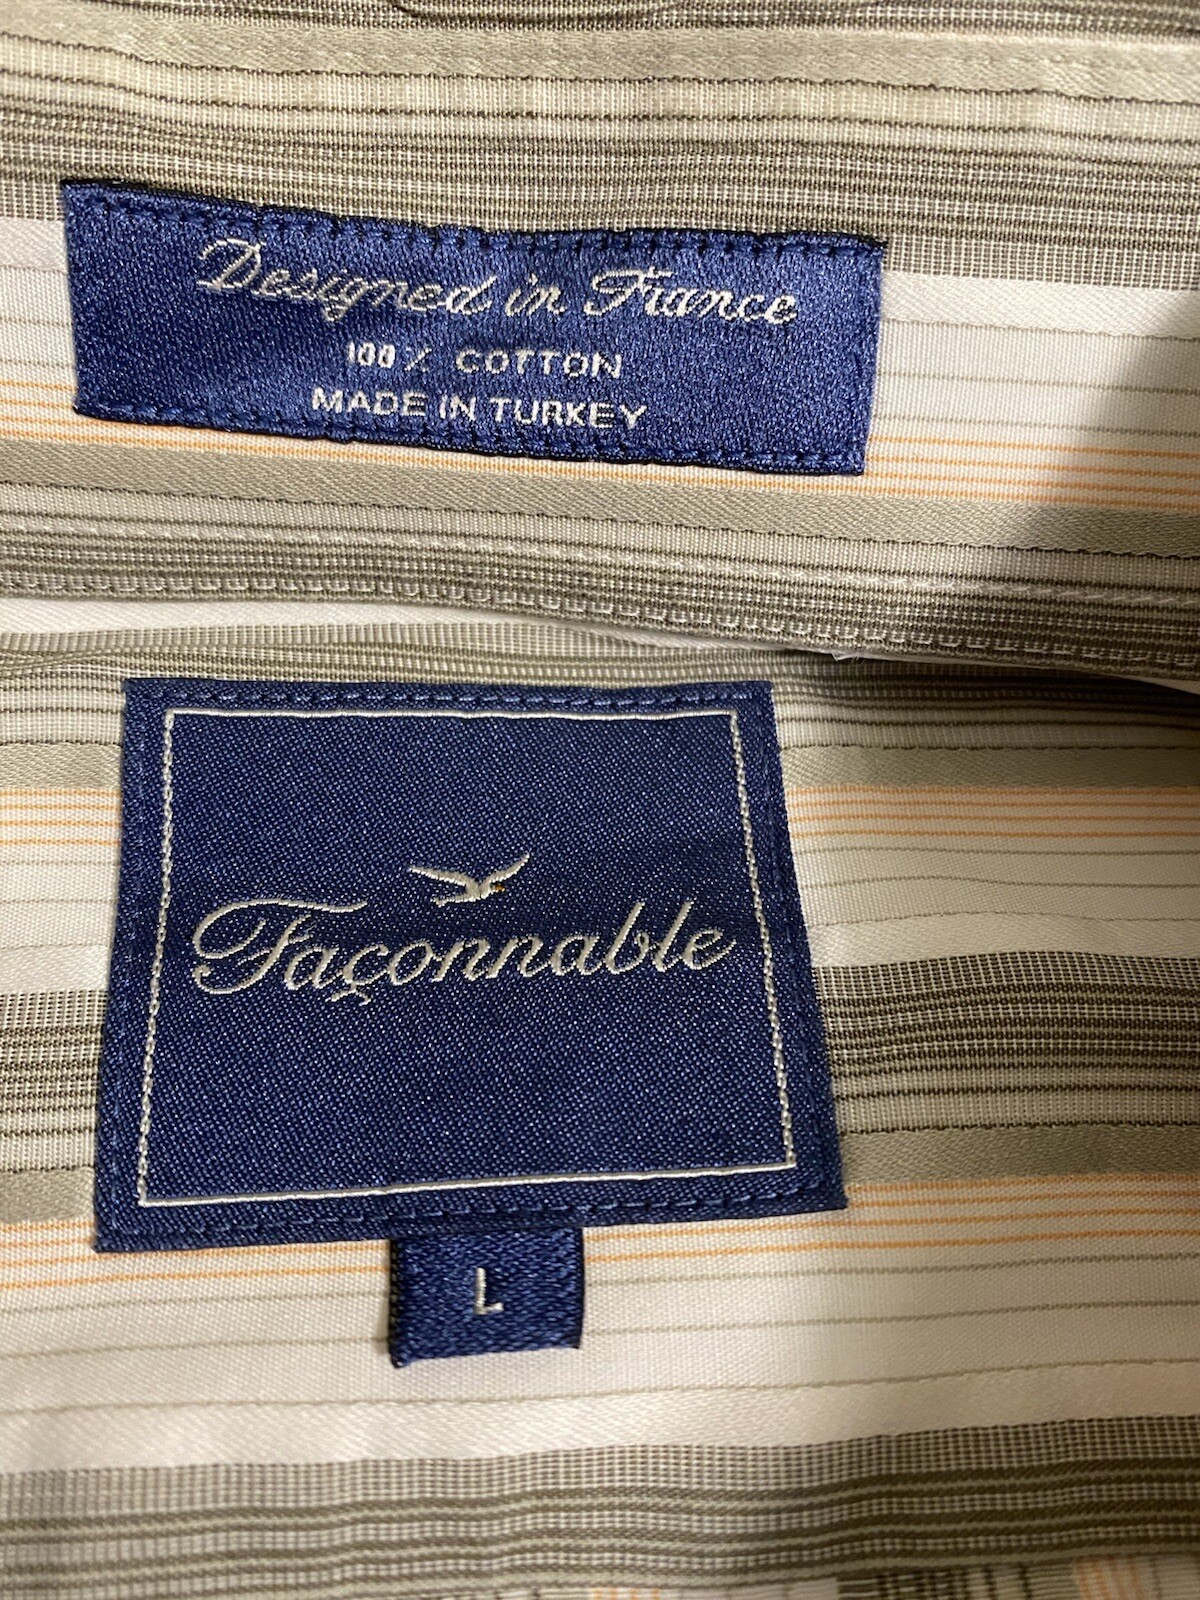 Designed in France
100% COTTON
MADE IN TURKEY
Façonnable
L